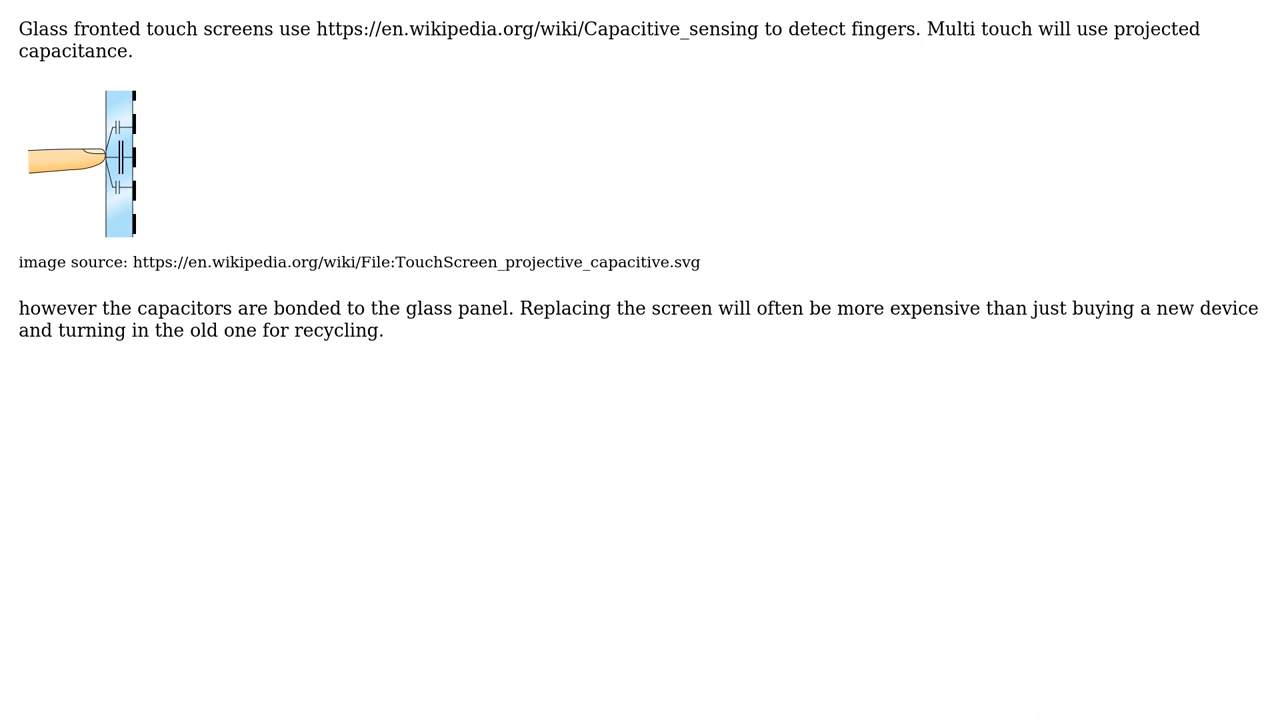 Glass fronted touch screens use https://en.wikipedia.org/wiki/Capacitive_sensing to detect fingers. Multi touch will use projected
capacitance.
image source: https://en.wikipedia.org/wiki/File:TouchScreen_projective_capacitive.svg
however the capacitors are bonded to the glass panel. Replacing the screen will often be more expensive than just buying a new device
and turning in the old one for recycling.